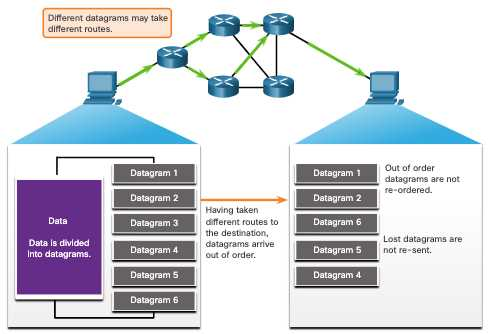 Different datagrams may take
different routes.
Data
Data is divided
into datagrams.
Datagram 1
Datagram 2
Datagram 3
Datagram 4
Datagram 5
Datagram 6
Having taken
different routes to
the destination,
datagrams arrive
out of order.
Datagram 1
Datagram 2
Datagram 6
Datagram 5
Datagram 4
Out of order
datagrams are not
re-ordered.
Lost datagrams are
not re-sent.